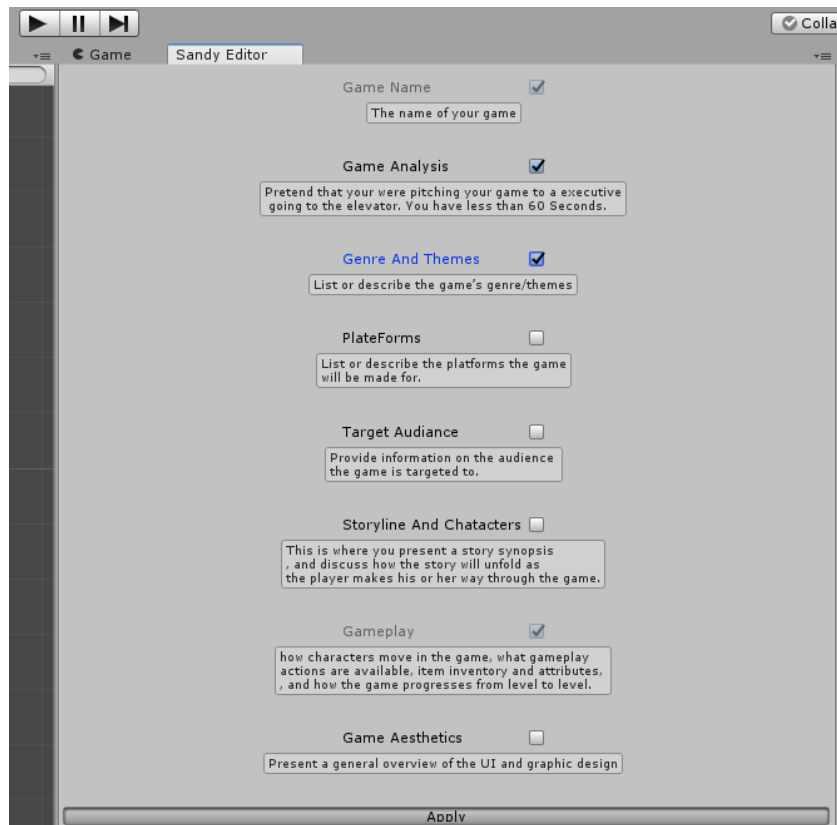 Colla
Game
Sandy Editor
Game Name
The name of your game
Game Analysis
Pretend that your were pitching your game to a executive
going to the elevator. You have less than 60 Seconds.
Genre And Themes
List or describe the game's genre/themes
PlateForms
List or describe the platforms the game
will be made for.
Target Audiance
Provide information on the audience
the game is targeted to.
Storyline And Chatacters
This is where you present a story synopsis
, and discuss how the story will unfold as
the player makes his or her way through the game.
Gameplay
how characters move in the game, what gameplay
actions are available, item inventory and attributes,
, and how the game progresses from level to level.
Game Aesthetics
Present a general overview of the UI and graphic design
Apply